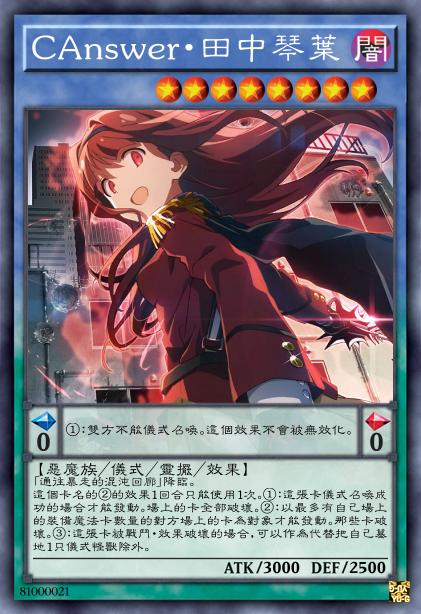 CAnswer·田中琴葉 闇
0
①:雙方不能儀式召喚。這個效果不會被無效化。
0
【惡魔族/儀式/靈擺/效果】
「通往暴走的混沌回廊」降臨。
這個卡名的②的效果1回合只能使用1次。①:這張卡儀式召喚成
功的場合才能發動。場上的卡全部破壞。②:以最多有自己場上
的裝備魔法卡數量的對方場上的卡為對象才能發動。那些卡破
壞。③:這張卡被戰鬥·效果破壞的場合,可以作為代替把自己墓
地1只儀式怪獸除外。
ATK/3000 DEF/2500
81000021